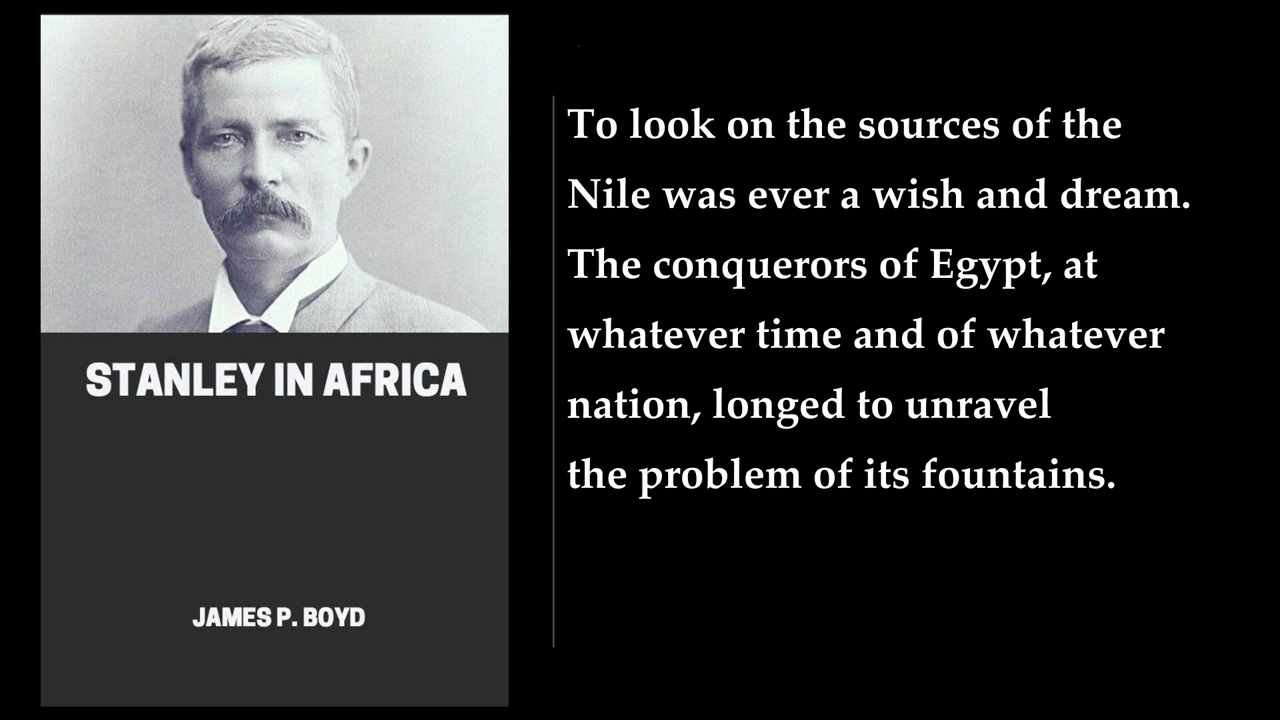 STANLEY IN AFRICA
JAMES P. BOYD
To look on the sources of the
Nile was ever a wish and dream.
The conquerors of Egypt, at
whatever time and of whatever
nation, longed to unravel
the problem of its fountains.